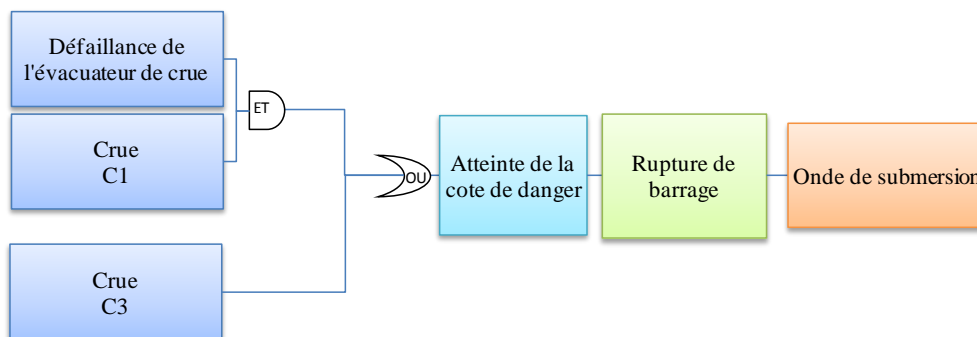 Défaillance de
l'évacuateur de crue
ET
Crue
C1
Crue
C3
OU
Atteinte de la
cote de danger
Rupture de
barrage
Onde de submersion